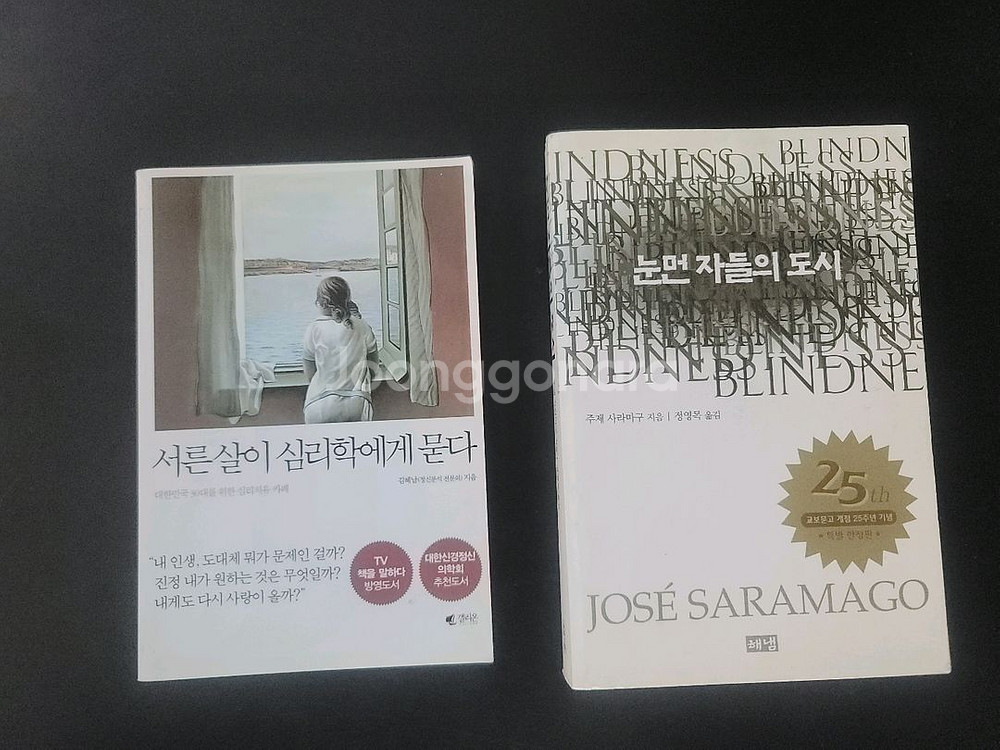 서른 살이 심리학에게 묻다
김혜남(정신분석 전문의) 지음
대한민국 30대를 위한 심리치유 카페
"내 인생, 도대체 뭐가 문제인 걸까?
진정 내가 원하는 것은 무엇일까?
내게도 다시 사랑이 올까?"
TV
책을 말하다
방영도서
대한신경정신
의학회
추천도서
갤리온
joonggonara
BLINDN
INDNESS
BLINDNESS
눈먼 자들의 도시
BLINDNE
주제 사라마구 지음 | 정영목 옮김
25th
교보문고 개점 25주년 기념
* 특별 한정판 *
JOSÉ SARAMAGO
해냄